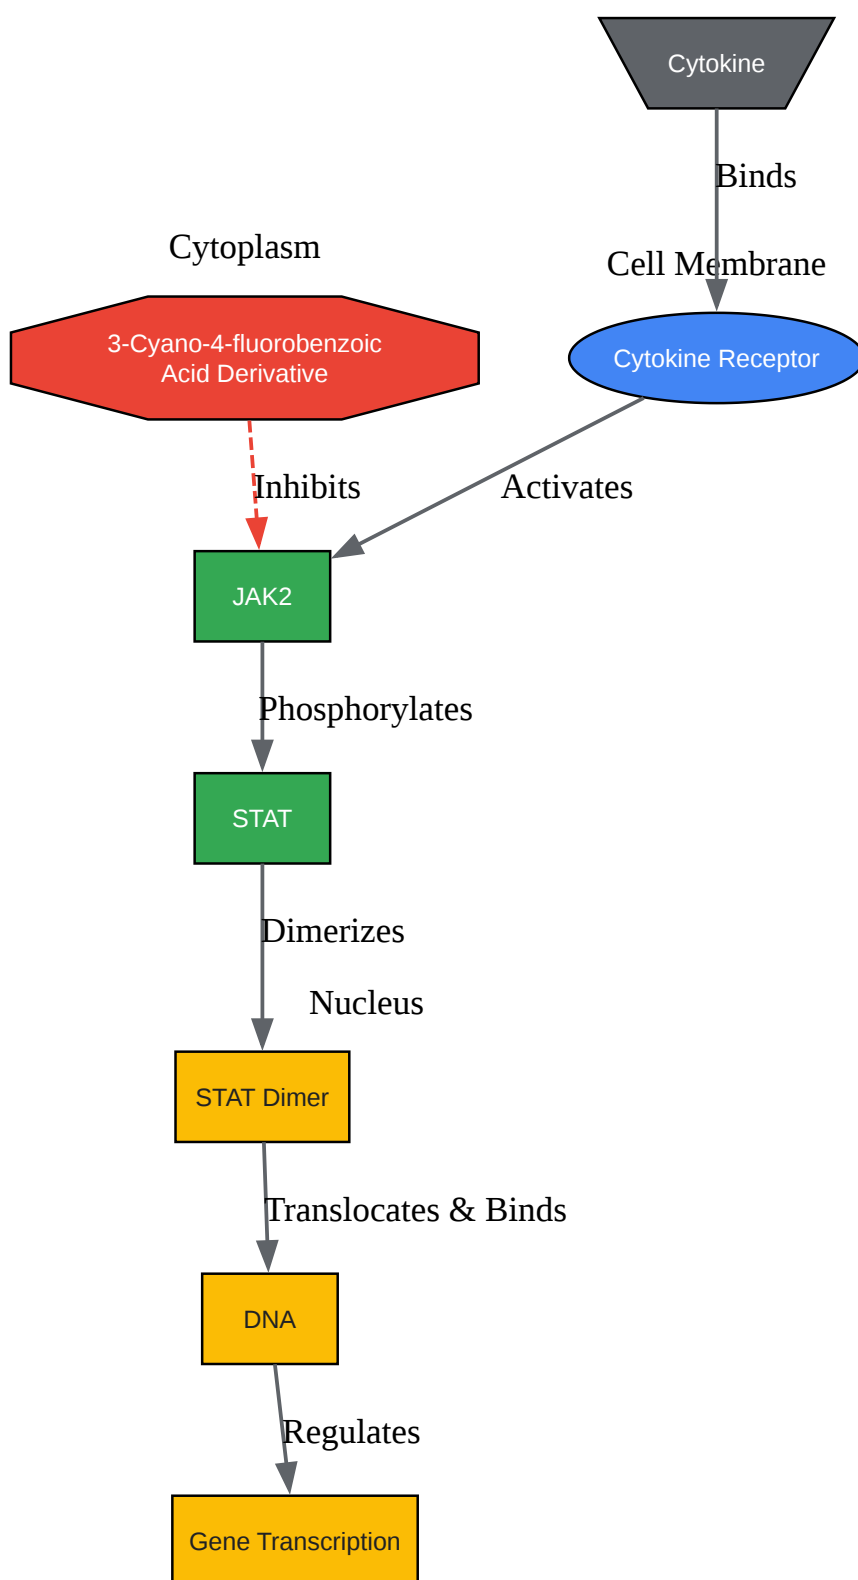 Cytokine
Binds
Cytoplasm
Cell Membrane
3-Cyano-4-fluorobenzoic
Acid Derivative
Cytokine Receptor
Inhibits
Activates
JAK2
Phosphorylates
STAT
Dimerizes
Nucleus
STAT Dimer
Translocates & Binds
DNA
Regulates
Gene Transcription